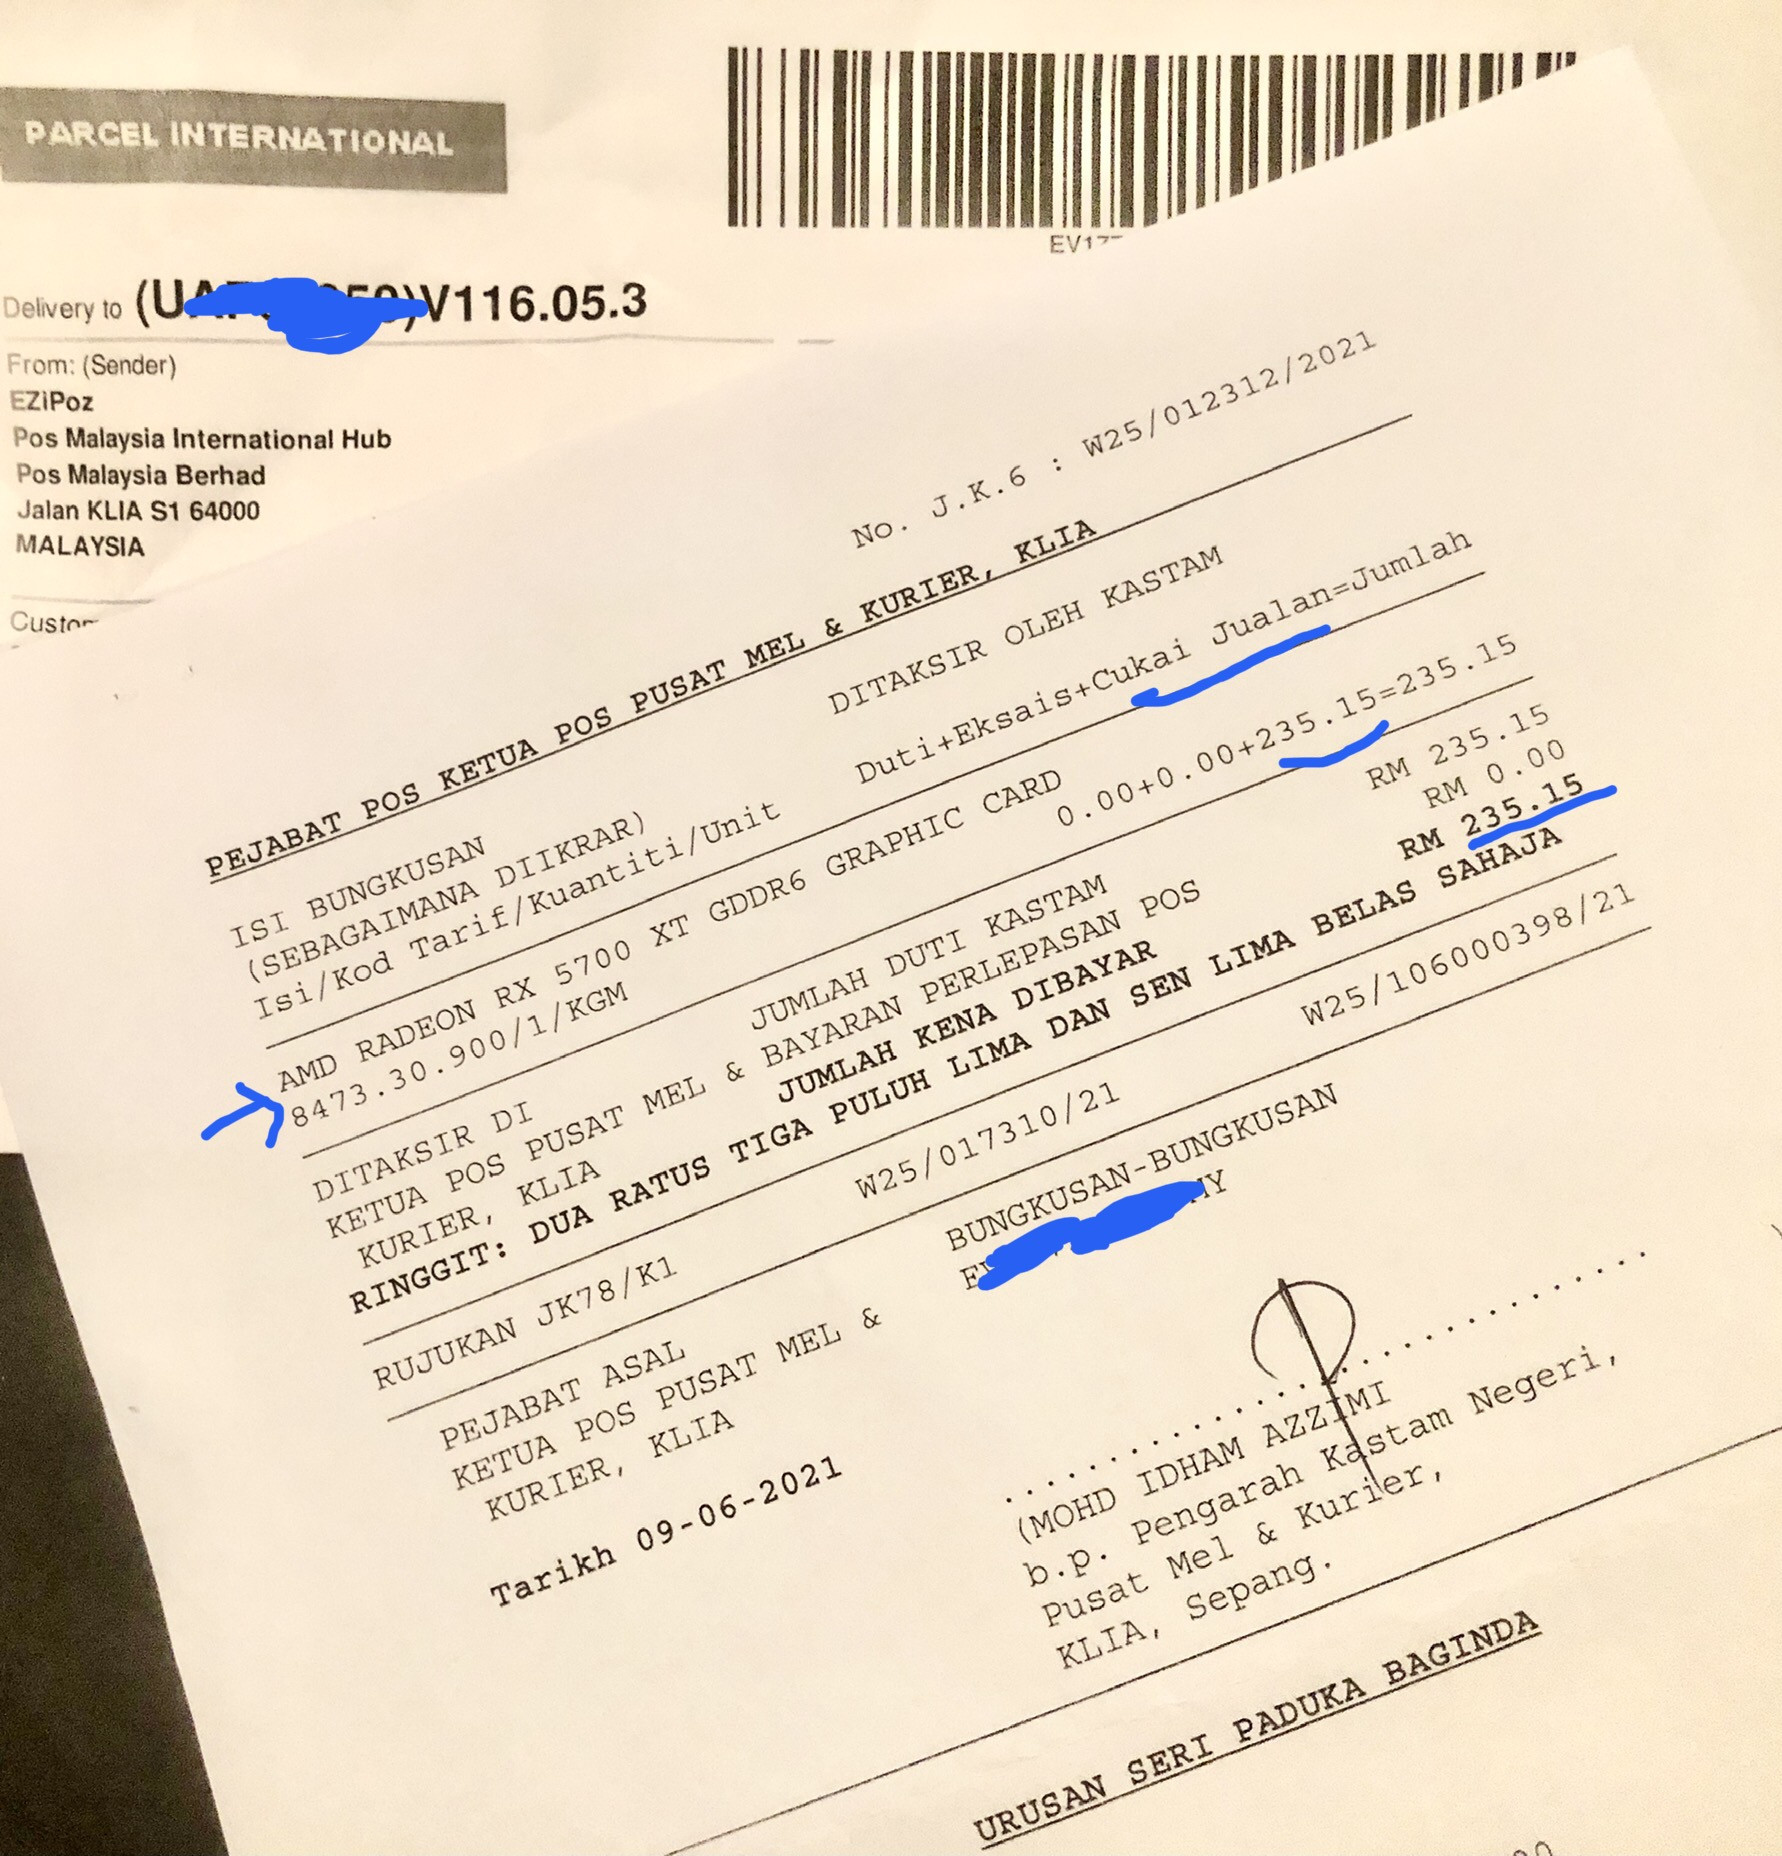 PARCEL INTERNATIONAL
Delivery to V116.05.3
From: (Sender)
EZiPoz
Pos Malaysia International Hub
Pos Malaysia Berhad
Jalan KLIA S1 64000
MALAYSIA
No. J.K.6 : W25/012312/2021
PEJABAT POS KETUA POS PUSAT MEL & KURIER, KLIA
ISI BUNGKUSAN DITAKSIR OLEH KASTAM
(SEBAGAIMANA DIIKRAR)
Isi/Kod Tarif/Kuantiti/Unit Duti+Eksais+Cukai Jualan=Jumlah
AMD RADEON RX 5700 XT GDDR6 GRAPHIC CARD 0.00+0.00+235.15=235.15
8473.30.900/1/KGM
DITAKSIR DI JUMLAH DUTI KASTAM RM 235.15
KETUA POS PUSAT MEL & BAYARAN PERLEPASAN POS RM 0.00
KURIER, KLIA JUMLAH KENA DIBAYAR RM 235.15
RINGGIT: DUA RATUS TIGA PULUH LIMA DAN SEN LIMA BELAS SAHAJA
RUJUKAN JK78/K1 W25/017310/21 W25/106000398/21
PEJABAT ASAL BUNGKUSAN-BUNGKUSAN
KETUA POS PUSAT MEL &
KURIER, KLIA
Tarikh 09-06-2021
(MOHD IDHAM AZZIMI
b.p. Pengarah Kastam Negeri,
Pusat Mel & Kurier,
KLIA, Sepang.
URUSAN SERI PADUKA BAGINDA